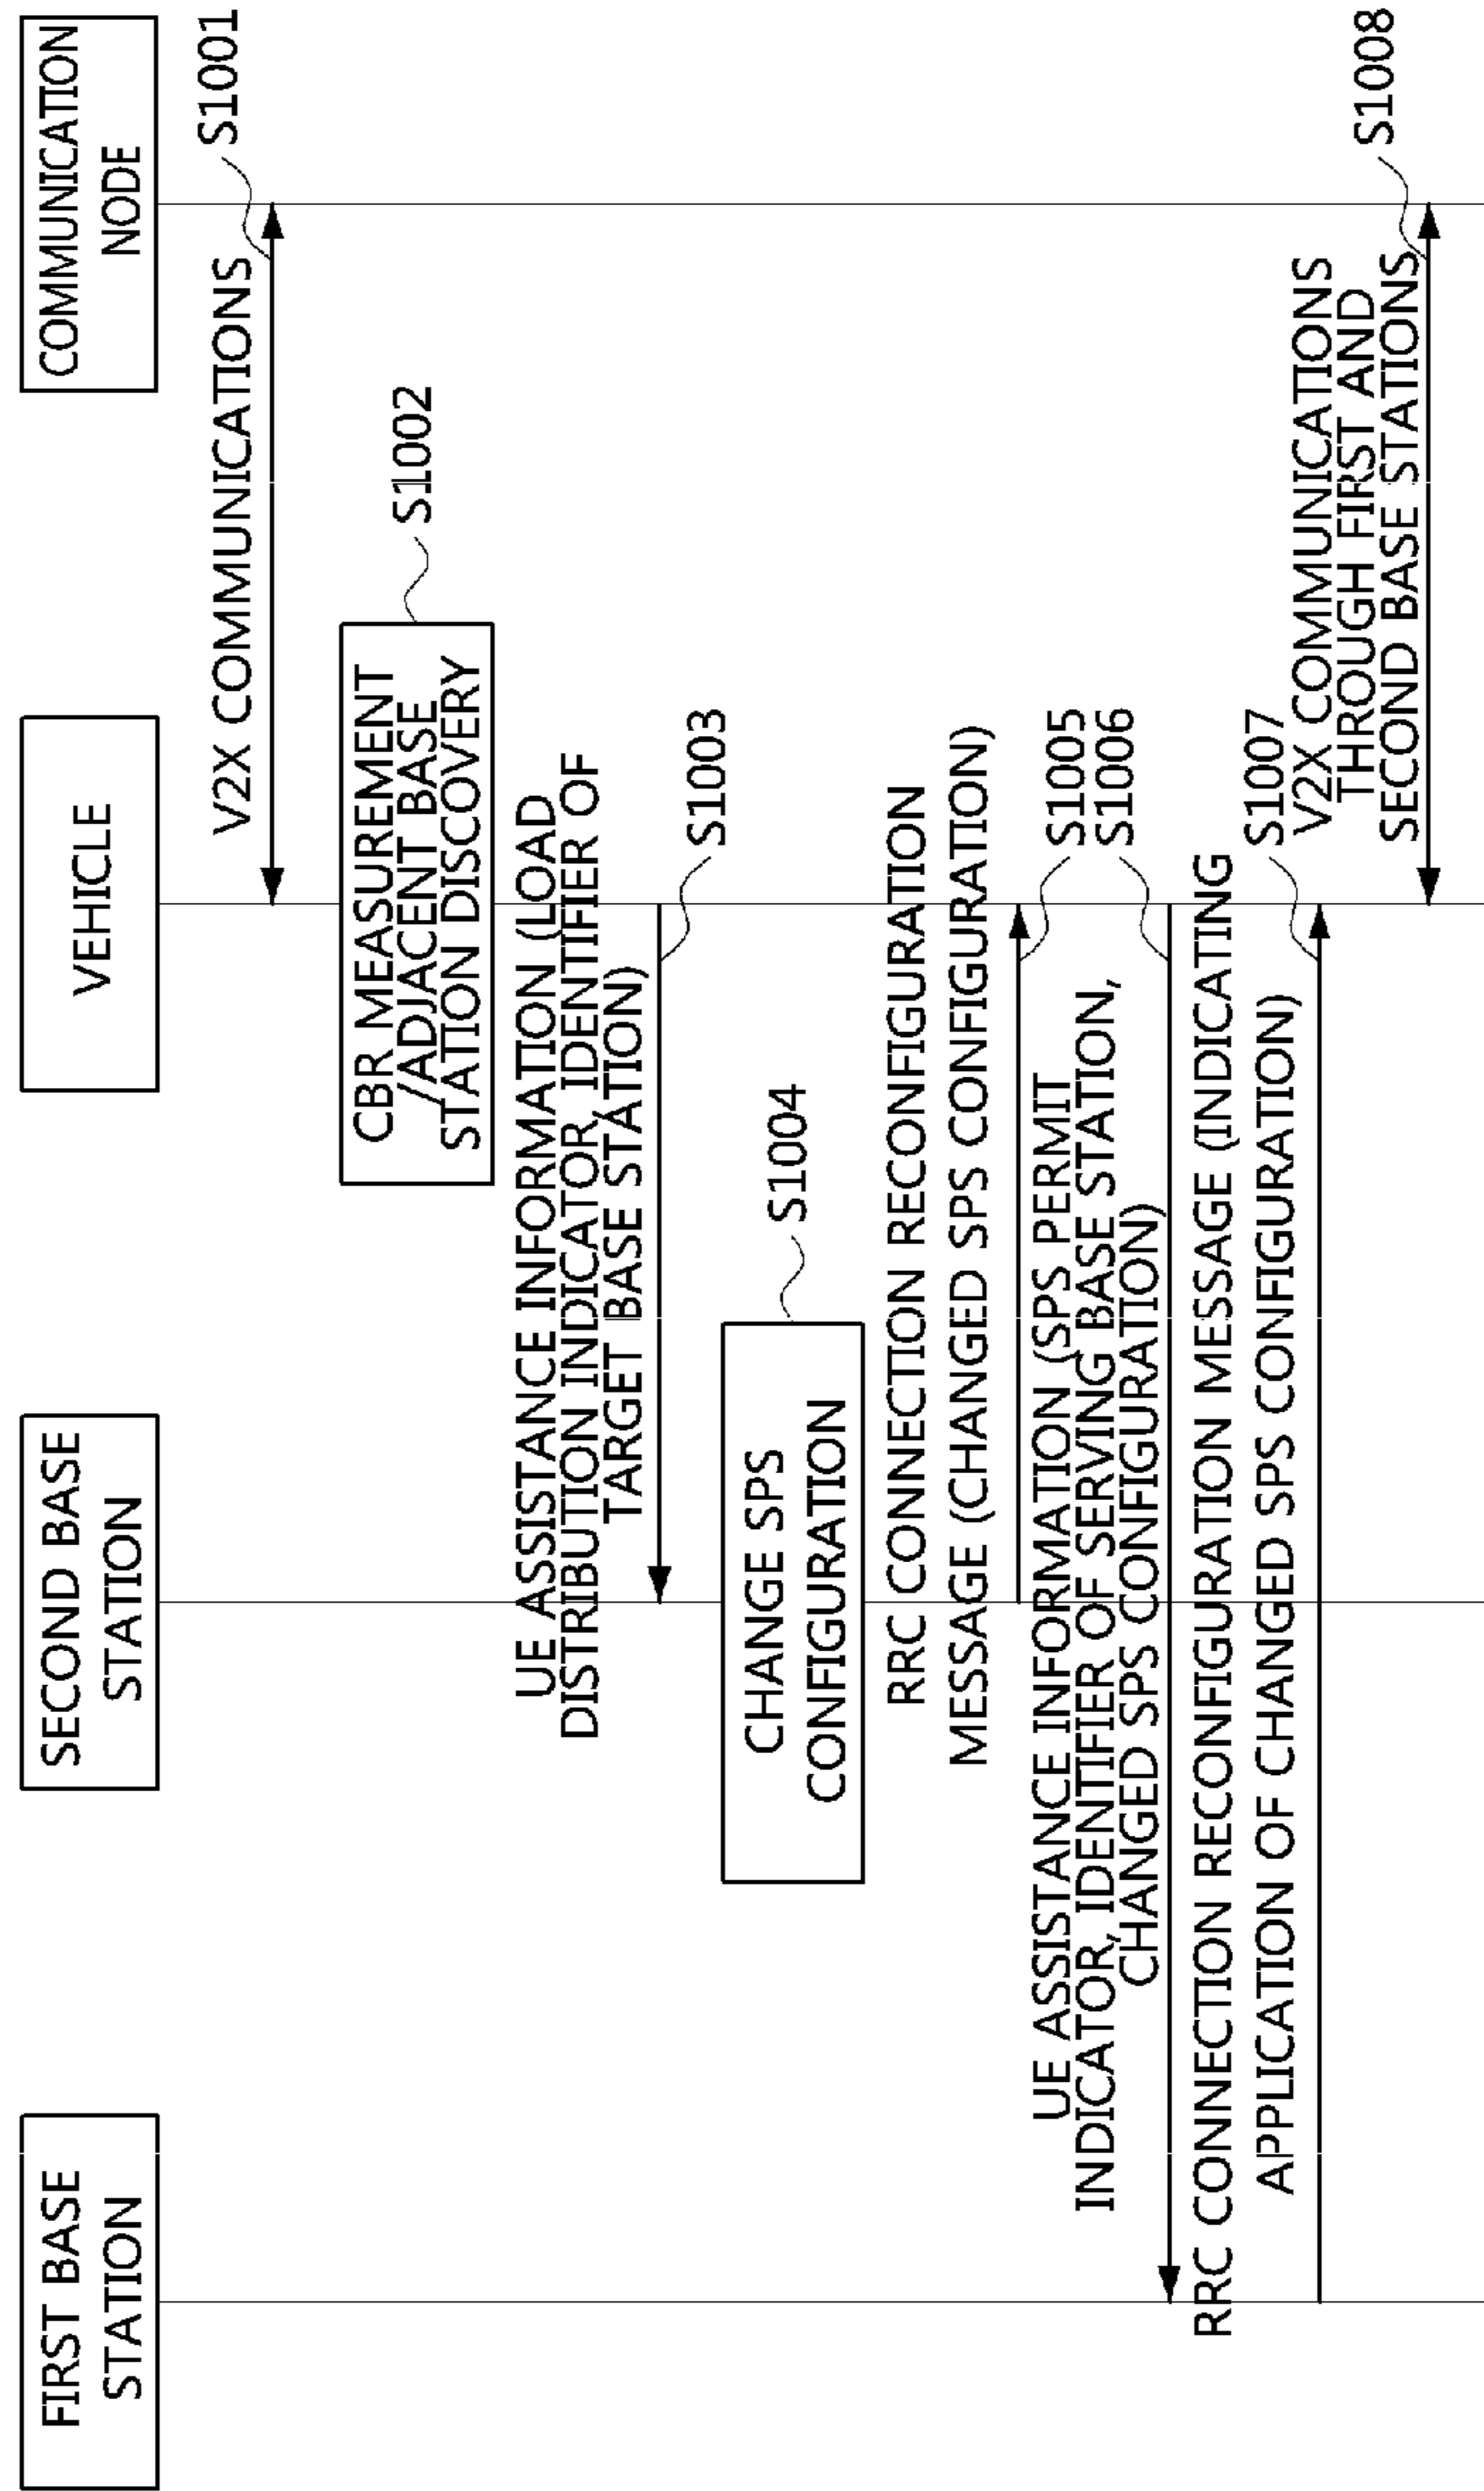 FIRST BASE
STATION
SECOND BASE
STATION
VEHICLE
COMMUNICATION
NODE
V2X COMMUNICATIONS
S1001
CBR MEASUREMENT
/ADJACENT BASE
STATION DISCOVERY
S1002
UE ASSISTANCE INFORMATION (LOAD
DISTRIBUTION INDICATOR, IDENTIFIER OF
TARGET BASE STATION)
S1003
CHANGE SPS
CONFIGURATION
S1004
RRC CONNECTION RECONFIGURATION
MESSAGE (CHANGED SPS CONFIGURATION)
S1005
UE ASSISTANCE INFORMATION (SPS PERMIT
INDICATOR, IDENTIFIER OF SERVING BASE STATION,
CHANGED SPS CONFIGURATION)
S1006
RRC CONNECTION RECONFIGURATION MESSAGE (INDICATING
APPLICATION OF CHANGED SPS CONFIGURATION)
S1007
V2X COMMUNICATIONS
THROUGH FIRST AND
SECOND BASE STATIONS
S1008